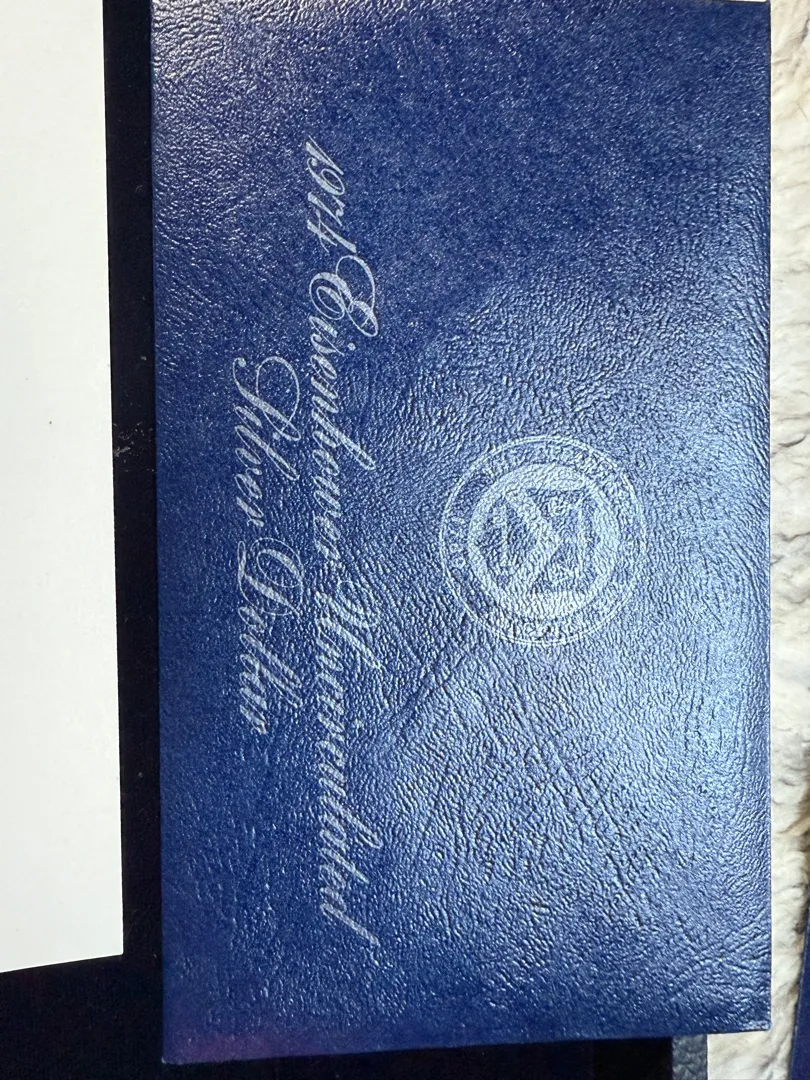 1974 Eisenhower Uncirculated
Silver Dollar